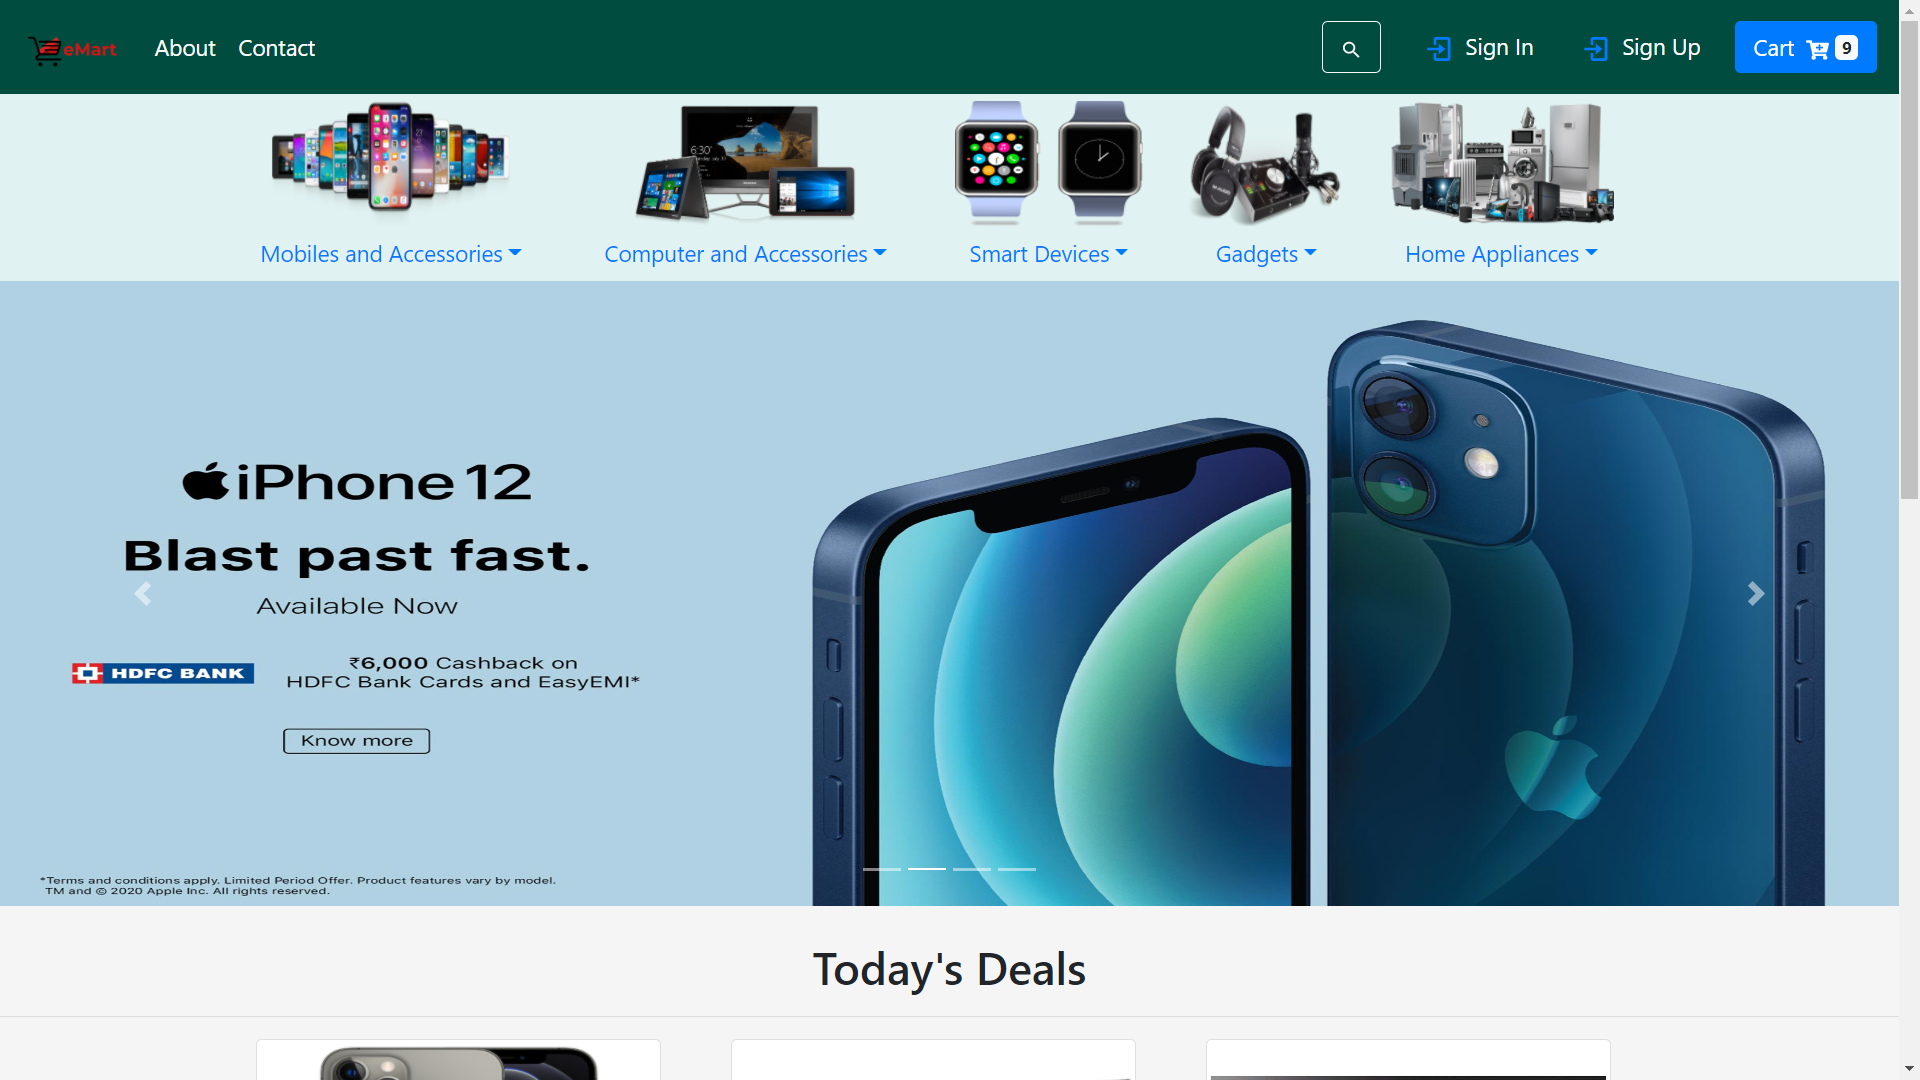 eMart About Contact Sign In Sign Up Cart 9
Mobiles and Accessories Computer and Accessories Smart Devices Gadgets Home Appliances
iPhone 12
Blast past fast.
Available Now
HDFC BANK
₹6,000 Cashback on
HDFC Bank Cards and EasyEMI*
Know more
*Terms and conditions apply. Limited Period Offer. Product features vary by model.
TM and © 2020 Apple Inc. All rights reserved.
Today's Deals